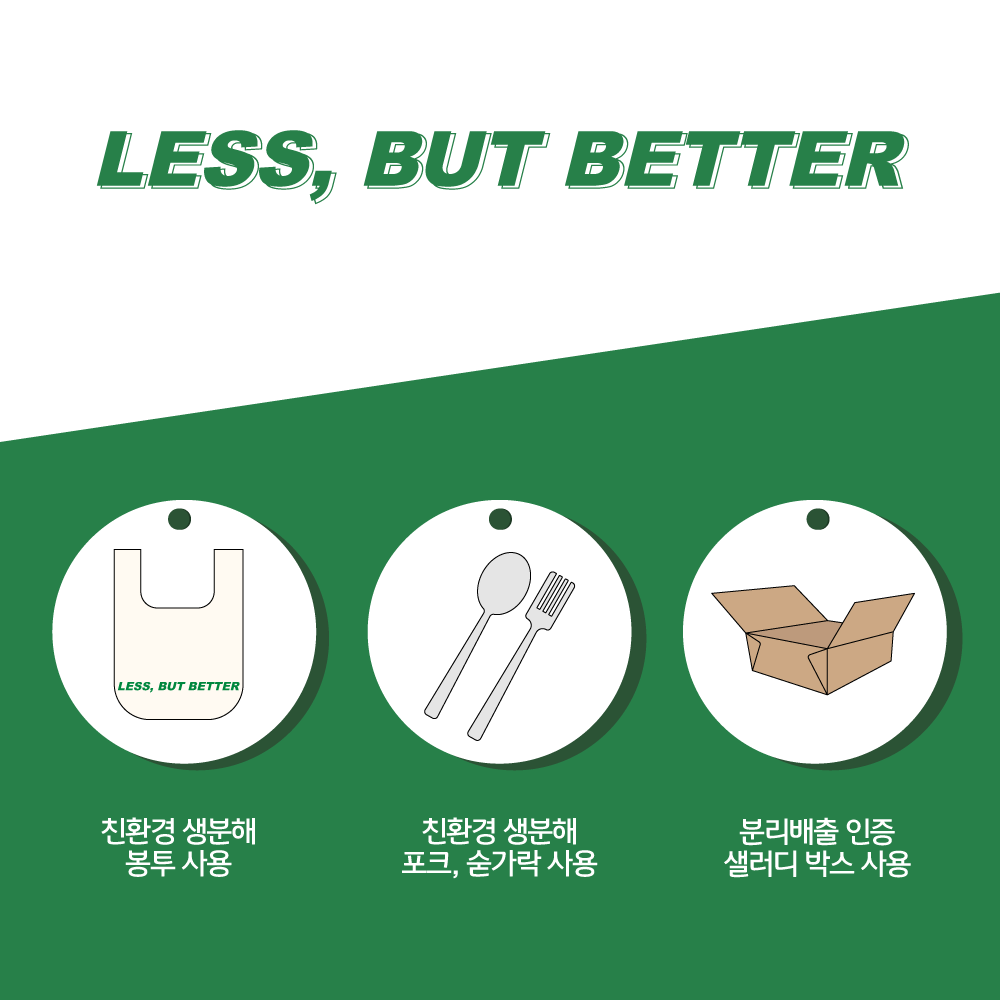 LESS, BUT BETTER
LESS, BUT BETTER
친환경 생분해
봉투 사용
친환경 생분해
포크, 숟가락 사용
분리배출 인증
샐러디 박스 사용